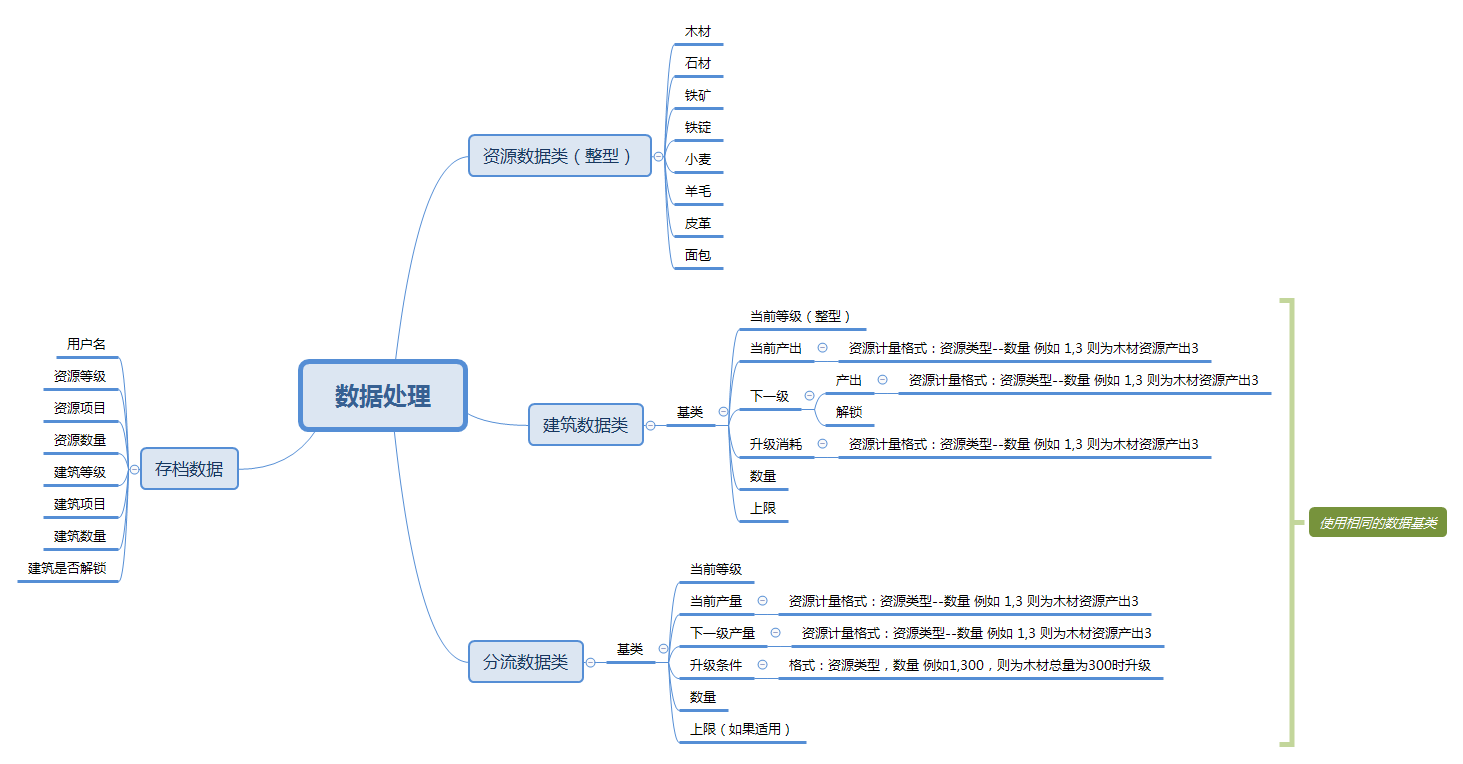 数据处理
资源数据类（整型）
木材
石材
铁矿
铁锭
小麦
羊毛
皮革
面包
建筑数据类
基类
当前等级（整型）
当前产出
资源计量格式：资源类型--数量 例如 1,3 则为木材资源产出3
下一级
产出
资源计量格式：资源类型--数量 例如 1,3 则为木材资源产出3
解锁
升级消耗
资源计量格式：资源类型--数量 例如 1,3 则为木材资源产出3
数量
上限
分流数据类
基类
当前等级
当前产量
资源计量格式：资源类型--数量 例如 1,3 则为木材资源产出3
下一级产量
资源计量格式：资源类型--数量 例如 1,3 则为木材资源产出3
升级条件
格式：资源类型，数量 例如1,300，则为木材总量为300时升级
数量
上限（如果适用）
使用相同的数据基类
存档数据
用户名
资源等级
资源项目
资源数量
建筑等级
建筑项目
建筑数量
建筑是否解锁